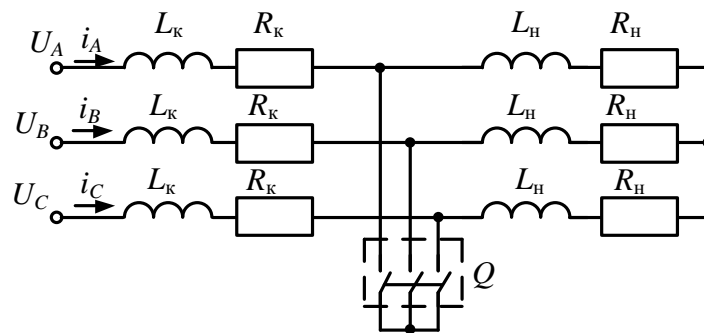 U_A i_A L_к R_к L_н R_н
U_B i_B L_к R_к L_н R_н
U_C i_C L_к R_к L_н R_н
Q